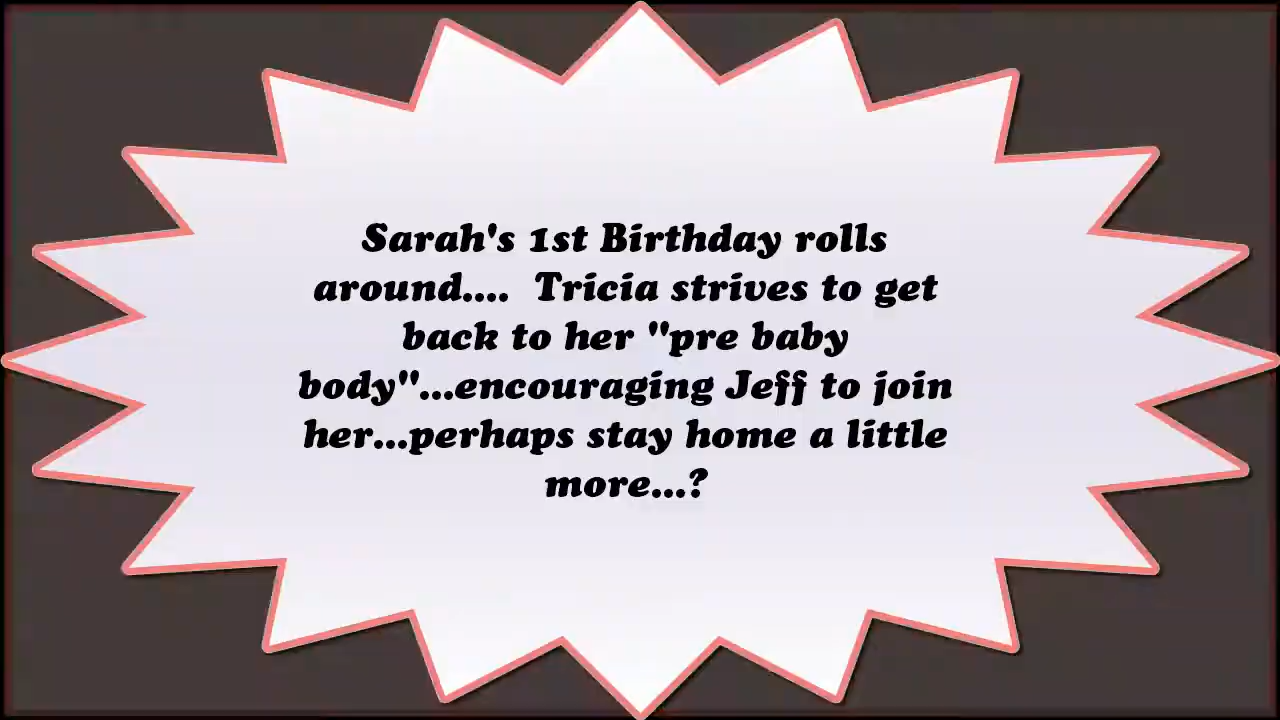 Sarah's 1st Birthday rolls
around....  Tricia strives to get
back to her "pre baby
body"...encouraging Jeff to join
her...perhaps stay home a little
more...?